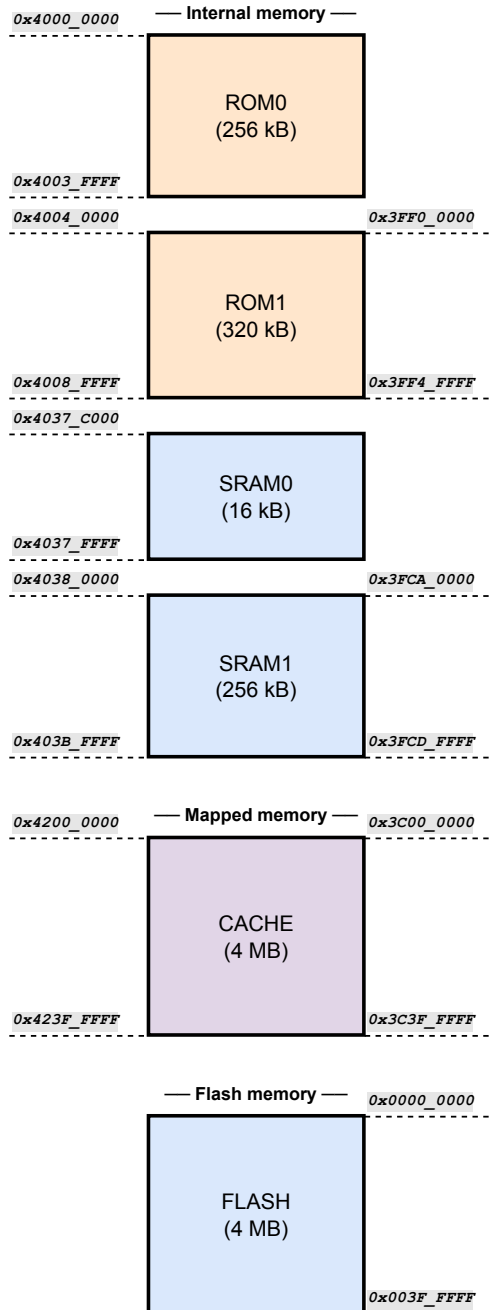 0x4000_0000
── Internal memory ──
ROM0
(256 kB)
0x4003_FFFF
0x4004_0000
0x3FF0_0000
ROM1
(320 kB)
0x4008_FFFF
0x3FF4_FFFF
0x4037_C000
SRAM0
(16 kB)
0x4037_FFFF
0x4038_0000
0x3FCA_0000
SRAM1
(256 kB)
0x403B_FFFF
0x3FCD_FFFF
── Mapped memory ──
0x4200_0000
0x3C00_0000
CACHE
(4 MB)
0x423F_FFFF
0x3C3F_FFFF
── Flash memory ──
0x0000_0000
FLASH
(4 MB)
0x003F_FFFF